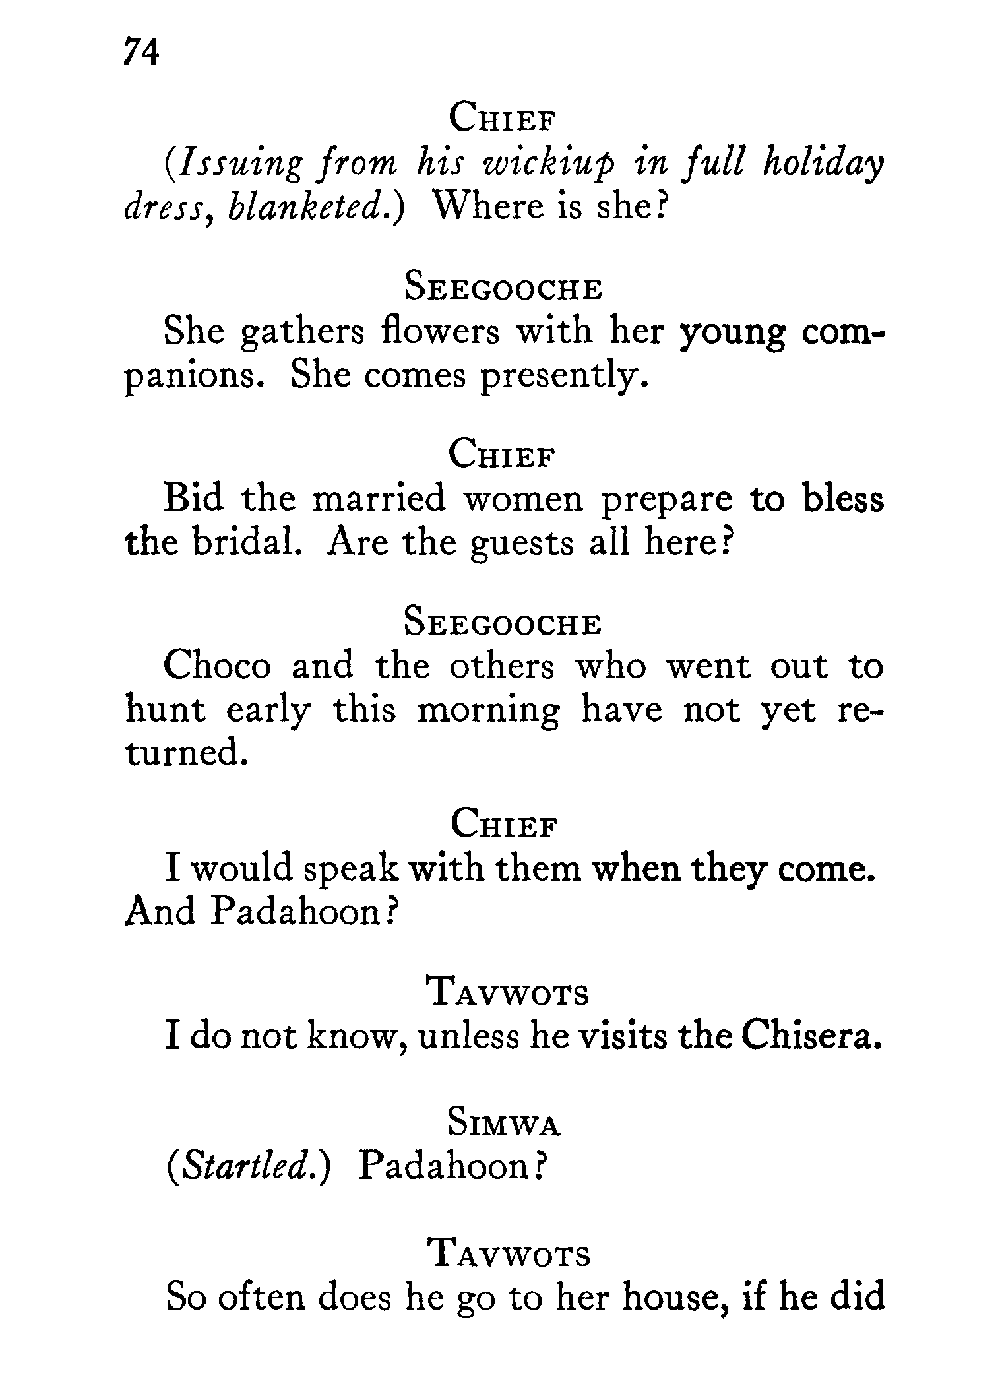 74
CHIEF
(Issuing from his wickiup in full holiday
dress, blanketed.) Where is she?
SEEGOOCHE
She gathers flowers with her young com-
panions. She comes presently.
CHIEF
Bid the married women prepare to bless
the bridal. Are the guests all here?
SEEGOOCHE
Choco and the others who went out to
hunt early this morning have not yet re-
turned.
CHIEF
I would speak with them when they come.
And Padahoon?
TAVWOTS
I do not know, unless he visits the Chisera.
SIMWA
(Startled.) Padahoon?
TAVWOTS
So often does he go to her house, if he did